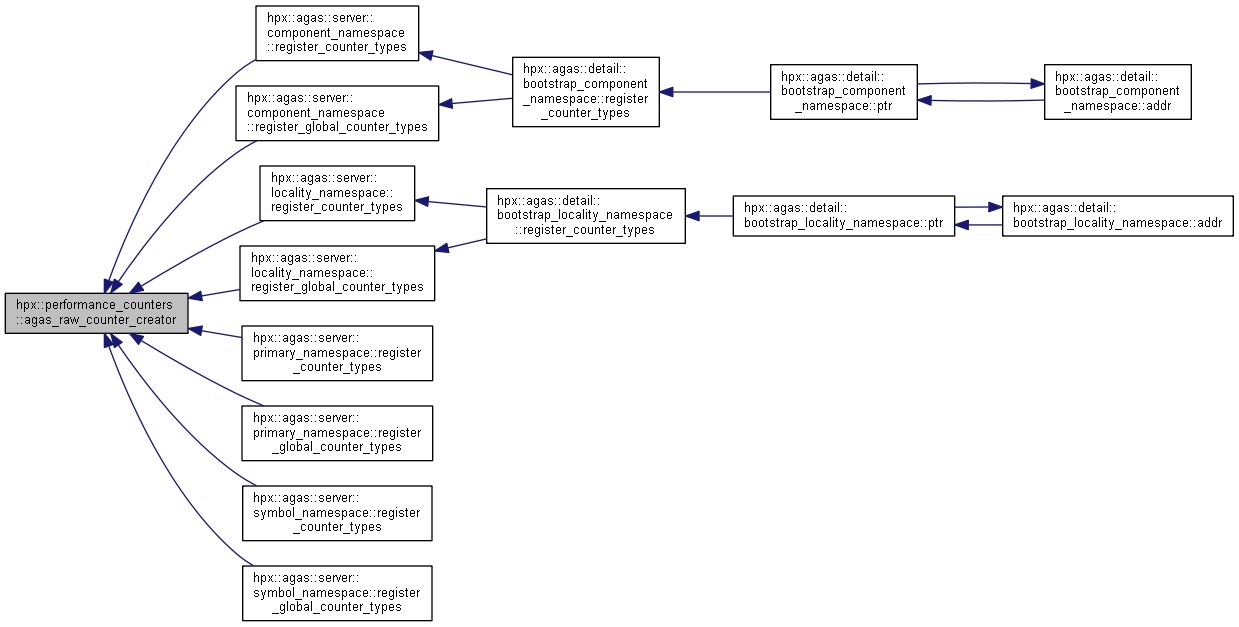 hpx::agas::server::
component_namespace
::register_counter_types
hpx::agas::server::
component_namespace
::register_global_counter_types
hpx::agas::detail::
bootstrap_component
_namespace::register
_counter_types
hpx::agas::detail::
bootstrap_component
_namespace::ptr
hpx::agas::detail::
bootstrap_component
_namespace::addr
hpx::agas::server::
locality_namespace::
register_counter_types
hpx::agas::server::
locality_namespace::
register_global_counter_types
hpx::agas::detail::
bootstrap_locality_namespace
::register_counter_types
hpx::agas::detail::
bootstrap_locality_namespace::ptr
hpx::agas::detail::
bootstrap_locality_namespace::addr
hpx::performance_counters
::agas_raw_counter_creator
hpx::agas::server::
primary_namespace::register
_counter_types
hpx::agas::server::
primary_namespace::register
_global_counter_types
hpx::agas::server::
symbol_namespace::register
_counter_types
hpx::agas::server::
symbol_namespace::register
_global_counter_types